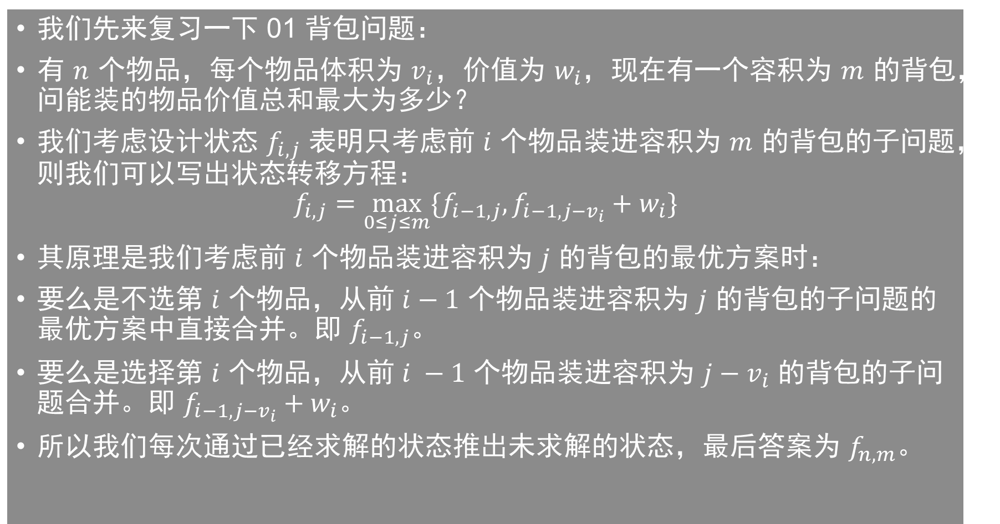 • 我们先来复习一下 01 背包问题：
• 有 n 个物品，每个物品体积为 v_i，价值为 w_i，现在有一个容积为 m 的背包，
问能装的物品价值总和最大为多少？
• 我们考虑设计状态 f_{i,j} 表明只考虑前 i 个物品装进容积为 m 的背包的子问题，
则我们可以写出状态转移方程：
f_{i,j} = max_{0≤j≤m} {f_{i−1,j}, f_{i−1,j−v_i} + w_i}
• 其原理是我们考虑前 i 个物品装进容积为 j 的背包的最优方案时：
• 要么是不选第 i 个物品，从前 i − 1 个物品装进容积为 j 的背包的子问题的
最优方案中直接合并。即 f_{i−1,j}。
• 要么是选择第 i 个物品，从前 i − 1 个物品装进容积为 j − v_i 的背包的子问
题合并。即 f_{i−1,j−v_i} + w_i。
• 所以我们每次通过已经求解的状态推出未求解的状态，最后答案为 f_{n,m}。